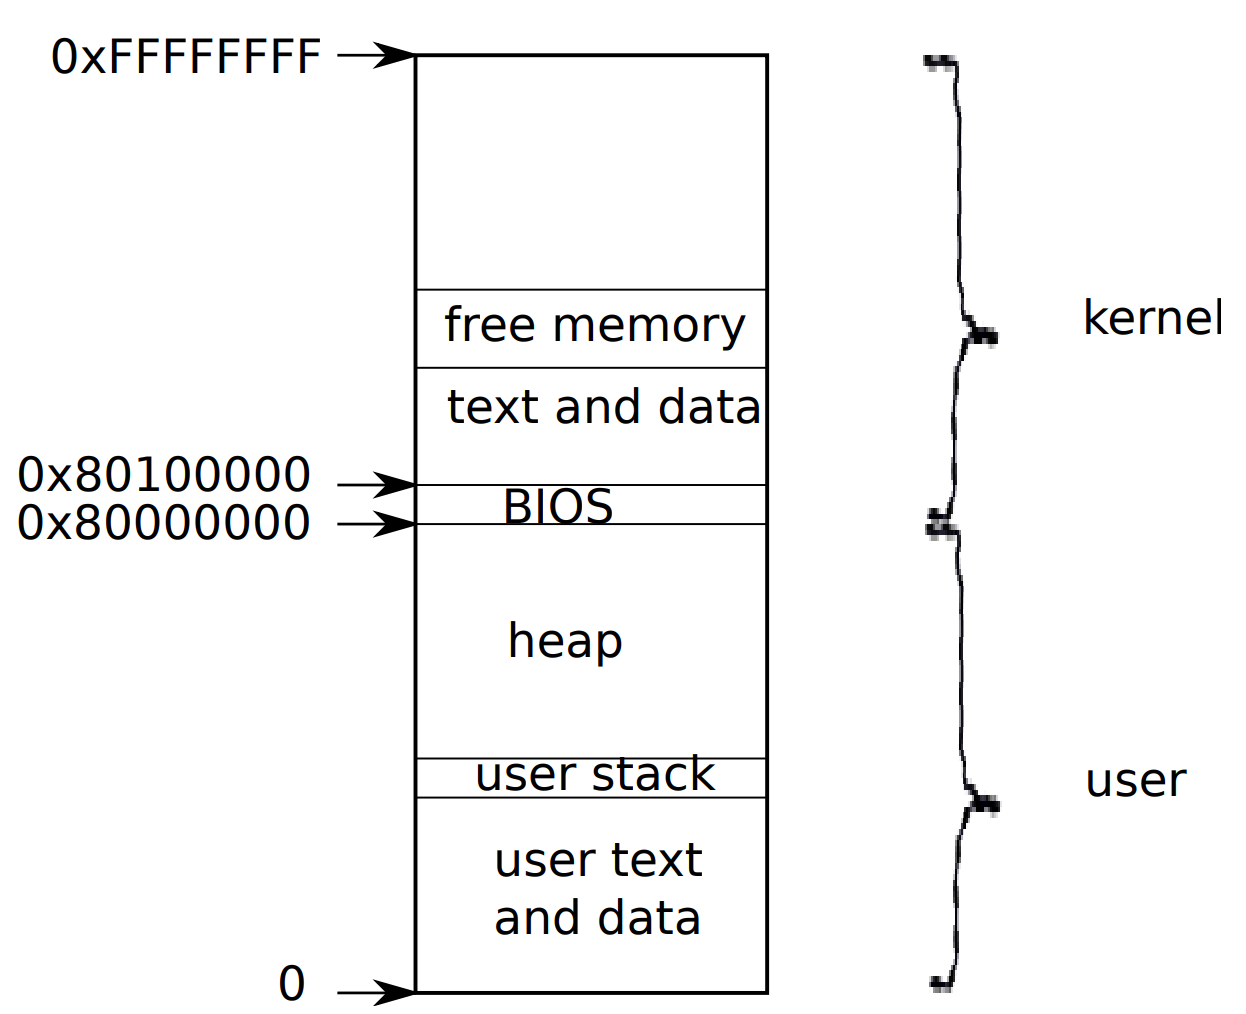 0xFFFFFFFF
free memory
kernel
text and data
0x80100000
BIOS
0x80000000
heap
user stack
user
user text
and data
0